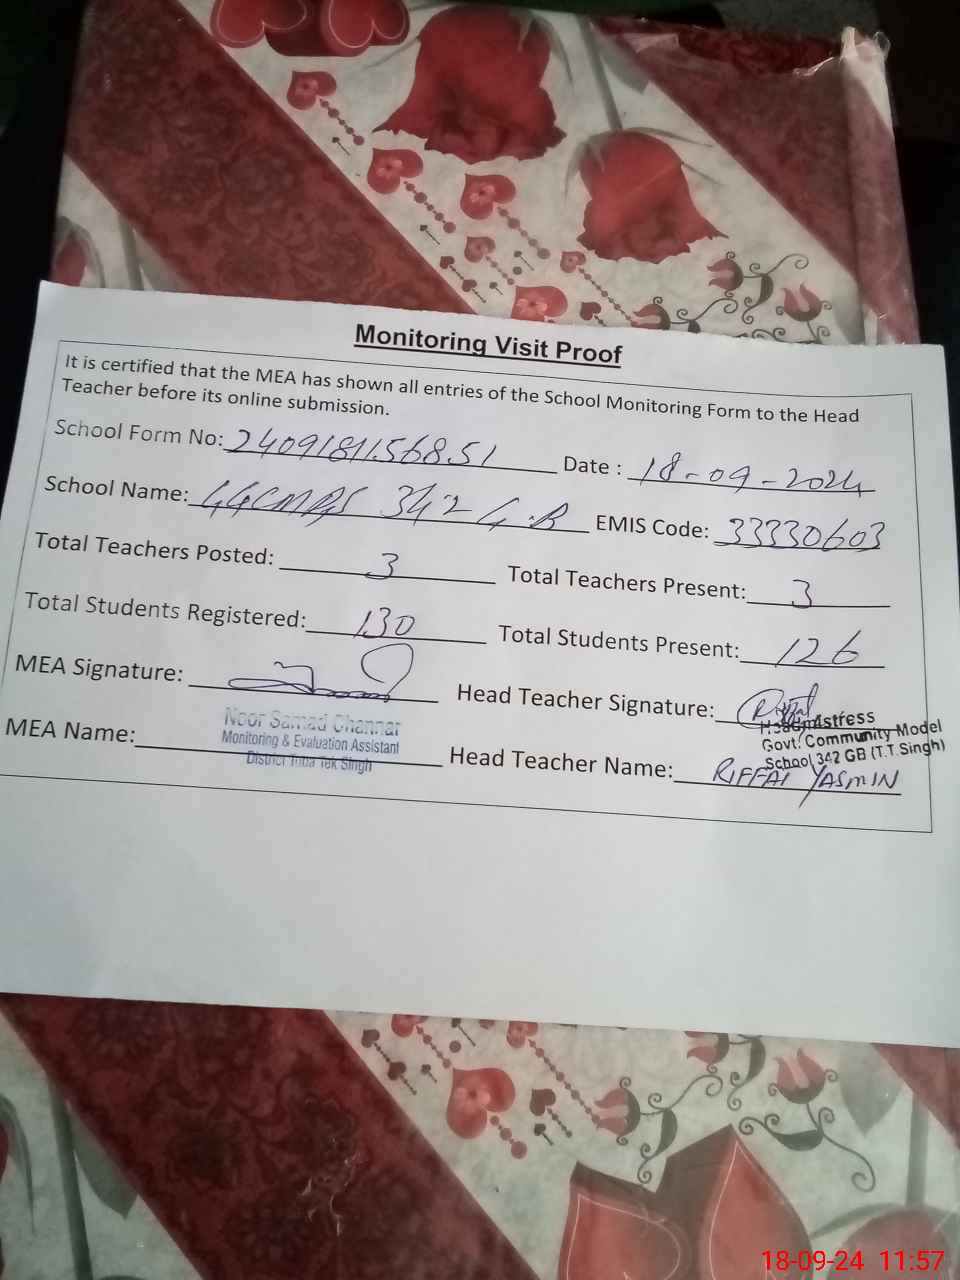 Monitoring Visit Proof
It is certified that the MEA has shown all entries of the School Monitoring Form to the Head
Teacher before its online submission.
School Form No: 2409181156851 Date : 18-09-2024
School Name: GGCMPS 342 G.B EMIS Code: 33330603
Total Teachers Posted: 3 Total Teachers Present: 3
Total Students Registered: 130 Total Students Present: 126
MEA Signature: Head Teacher Signature:
Headmistress
Govt. Community Model
School 342 GB (T.T.Singh)
MEA Name: Noor Samad Channar
Monitoring & Evaluation Assistant
District Toba Tek Singh
Head Teacher Name: RIFFAT YASMIN
18-09-24 11:57